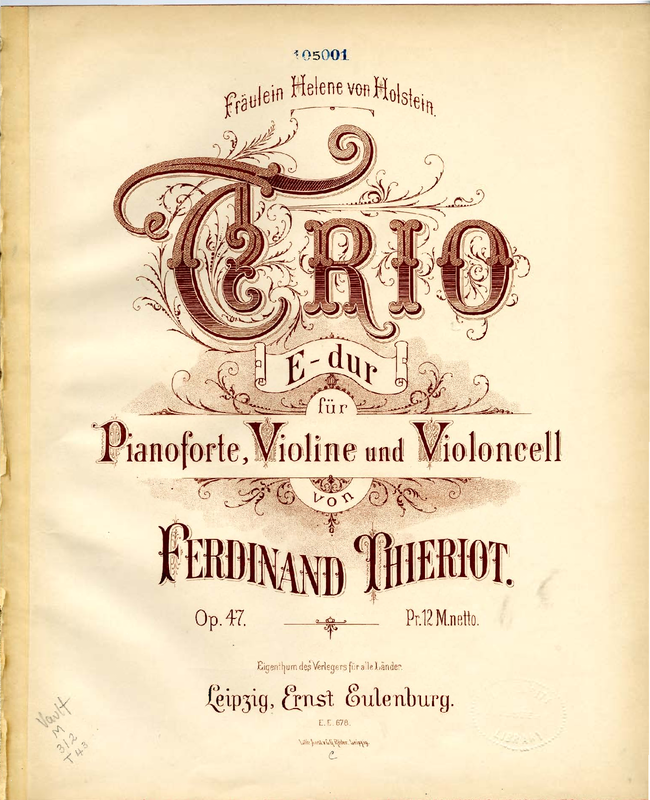 105001
Fräulein Helene von Holstein.
TRIO
E-dur
für
Pianoforte, Violine und Violoncell
von
FERDINAND THIERIOT.
Op. 47.
Pr. 12 M. netto.
Eigenthum des Verlegers für alle Länder.
Leipzig, Ernst Eulenburg.
E. E. 678.
Leipzig.
C
Vault
M
312
T43